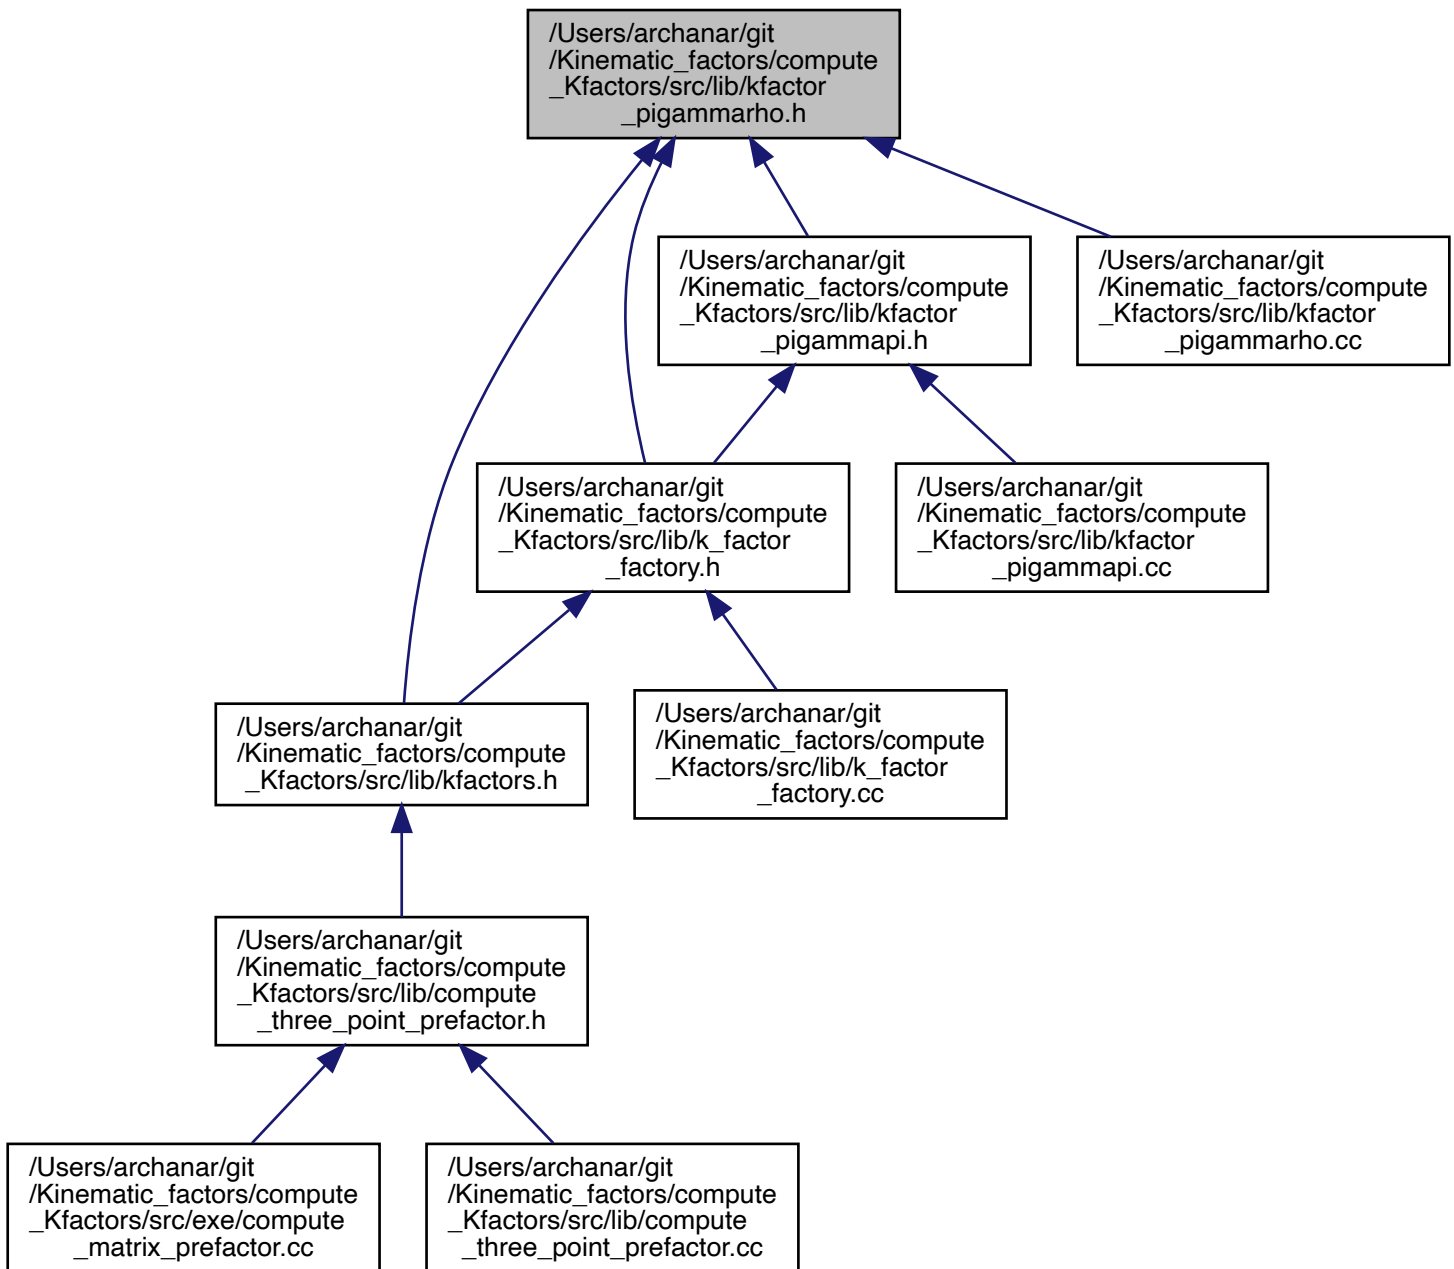 /Users/archanar/git
/Kinematic_factors/compute
_Kfactors/src/lib/kfactor
_pigammarho.h
/Users/archanar/git
/Kinematic_factors/compute
_Kfactors/src/lib/kfactor
_pigammapi.h
/Users/archanar/git
/Kinematic_factors/compute
_Kfactors/src/lib/kfactor
_pigammarho.cc
/Users/archanar/git
/Kinematic_factors/compute
_Kfactors/src/lib/k_factor
_factory.h
/Users/archanar/git
/Kinematic_factors/compute
_Kfactors/src/lib/kfactor
_pigammapi.cc
/Users/archanar/git
/Kinematic_factors/compute
_Kfactors/src/lib/kfactors.h
/Users/archanar/git
/Kinematic_factors/compute
_Kfactors/src/lib/k_factor
_factory.cc
/Users/archanar/git
/Kinematic_factors/compute
_Kfactors/src/lib/compute
_three_point_prefactor.h
/Users/archanar/git
/Kinematic_factors/compute
_Kfactors/src/exe/compute
_matrix_prefactor.cc
/Users/archanar/git
/Kinematic_factors/compute
_Kfactors/src/lib/compute
_three_point_prefactor.cc